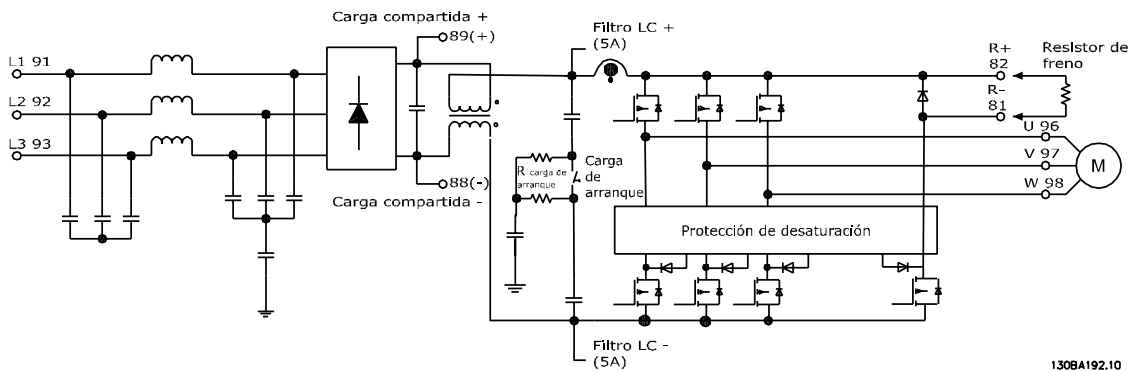 Carga compartida +
89(+)
Filtro LC +
(5A)
L1 91
L2 92
L3 93
R+
82
Resistor de
freno
R-
81
U 96
V 97
W 98
M
R carga de
arranque
Carga
de
arranque
88(-)
Carga compartida -
Protección de desaturación
Filtro LC -
(5A)
130BA192.10